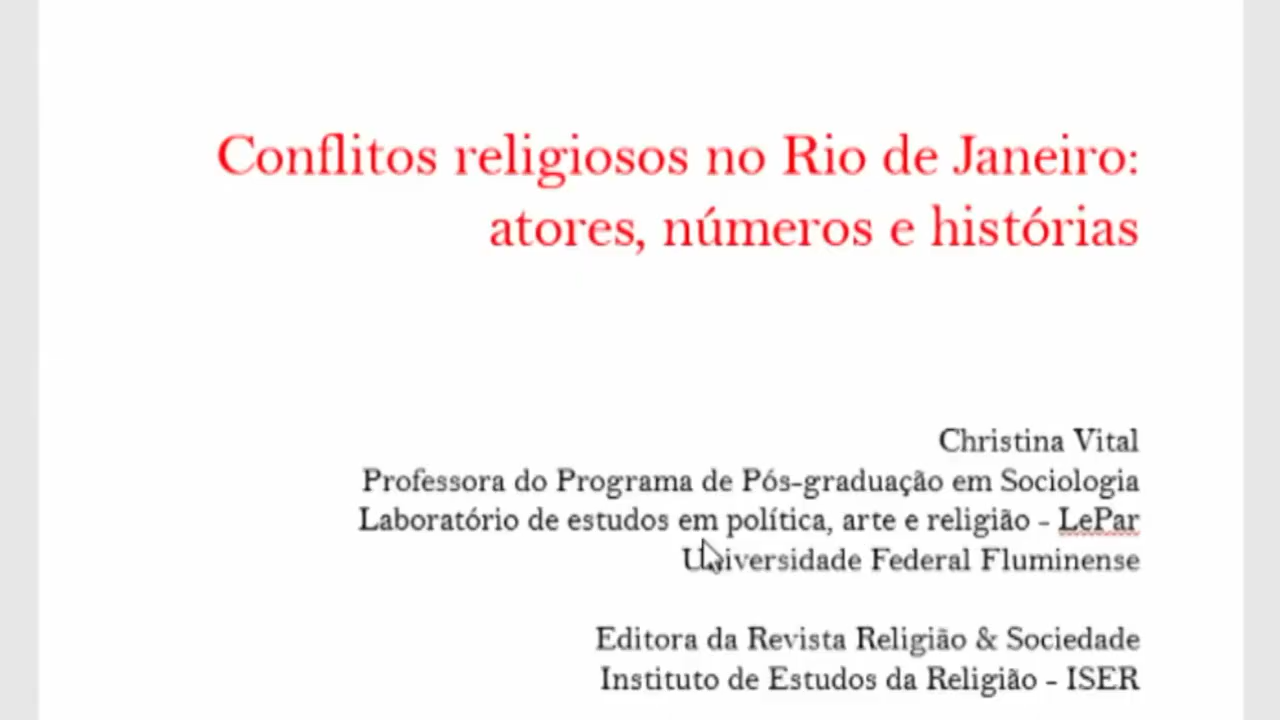 Conflitos religiosos no Rio de Janeiro:
atores, números e histórias
Christina Vital
Professora do Programa de Pós-graduação em Sociologia
Laboratório de estudos em política, arte e religião - LePar
Universidade Federal Fluminense
Editora da Revista Religião & Sociedade
Instituto de Estudos da Religião - ISER